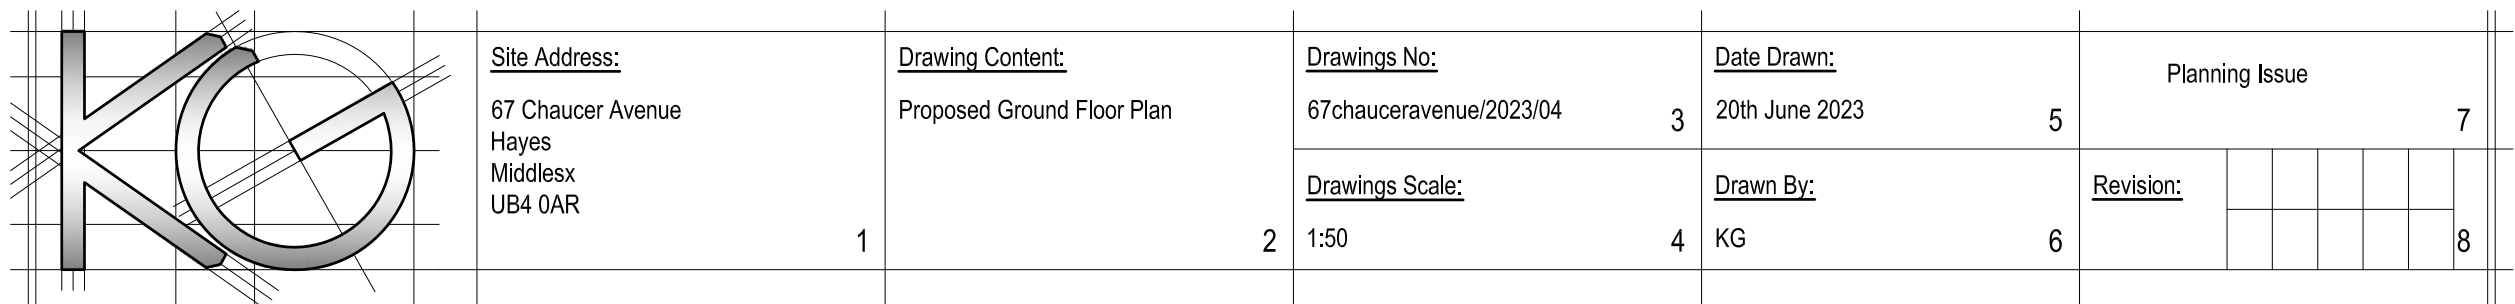 KG
Site Address:
67 Chaucer Avenue
Hayes
Middlesx
UB4 0AR
1
Drawing Content:
Proposed Ground Floor Plan
2
Drawings No:
67chauceravenue/2023/04
3
Drawings Scale:
1:50
4
Date Drawn:
20th June 2023
5
Drawn By:
KG
6
Planning Issue
7
Revision:
8